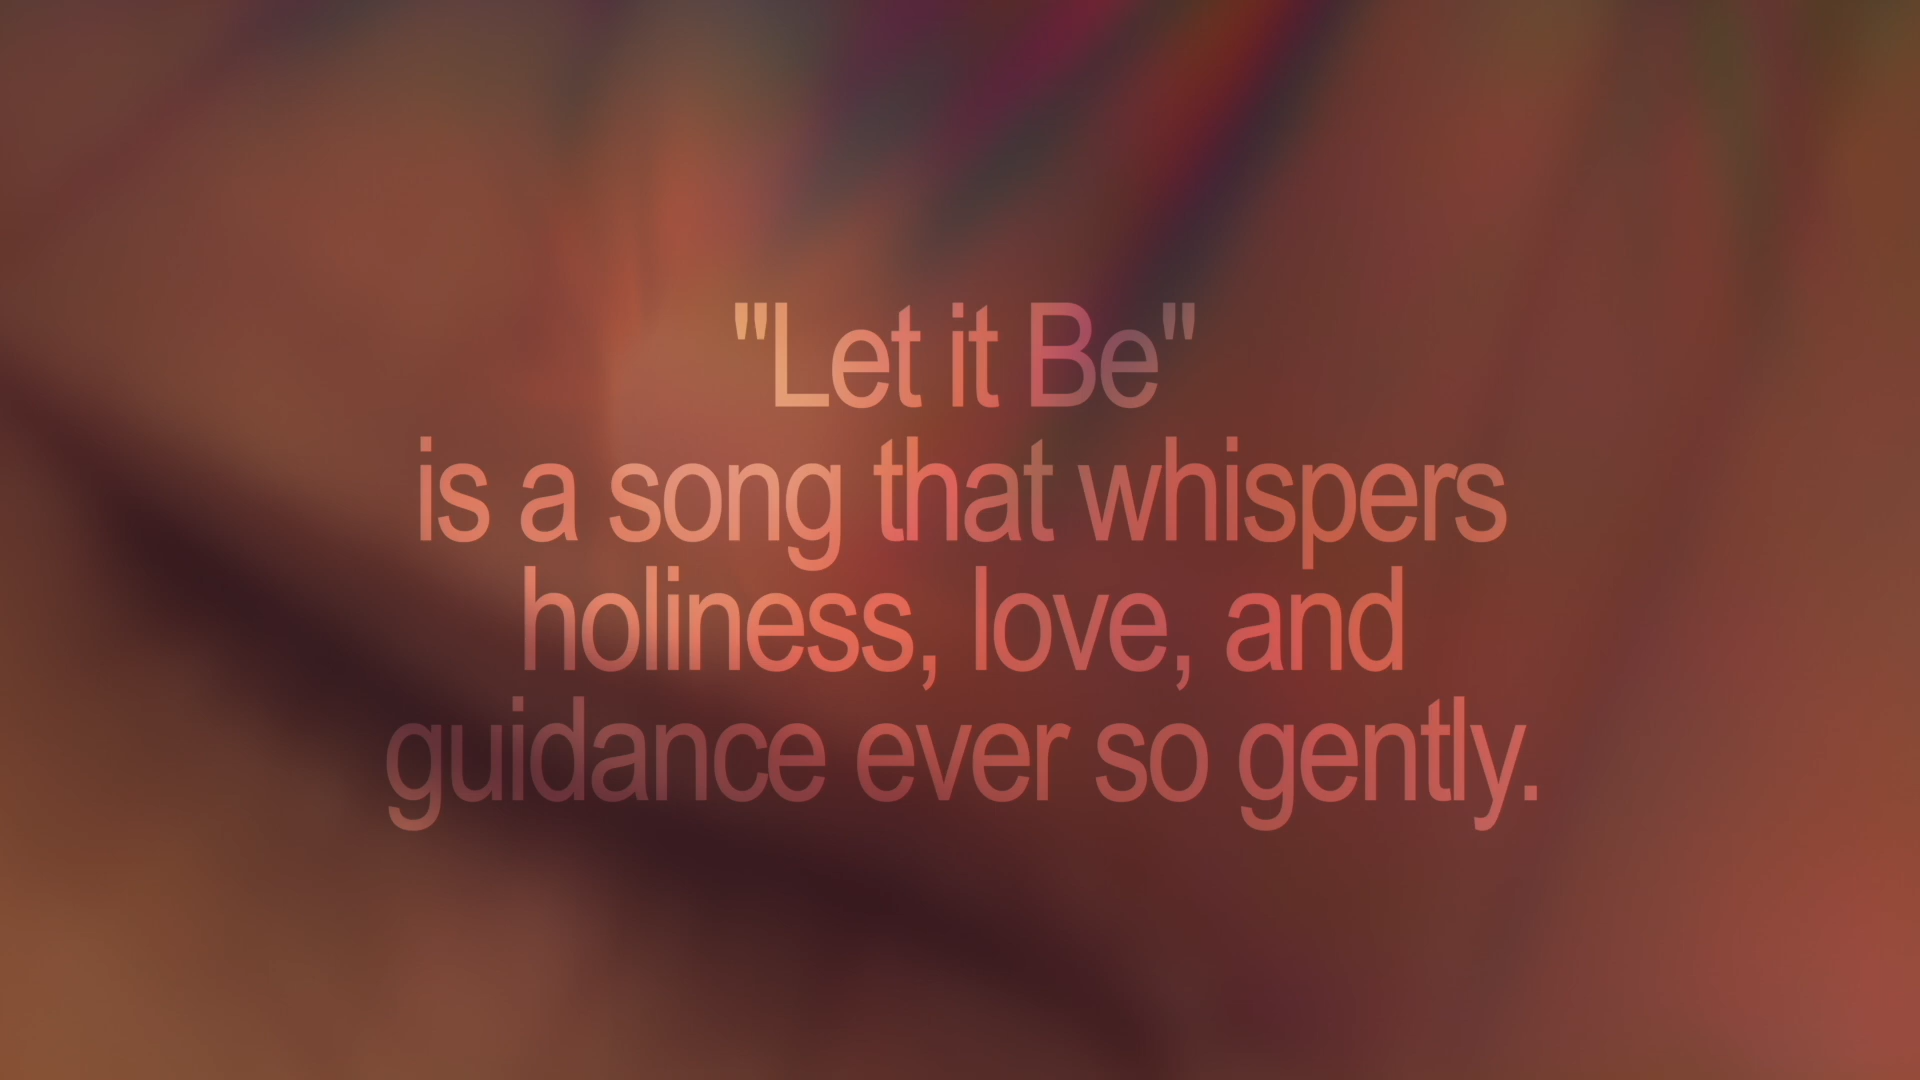 "Let it Be"
is a song that whispers
holiness, love, and
guidance ever so gently.